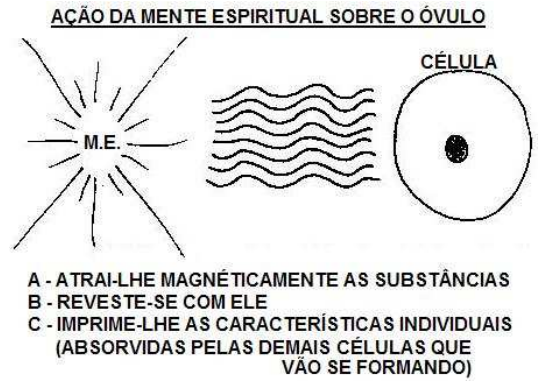 AÇÃO DA MENTE ESPIRITUAL SOBRE O ÓVULO
CÉLULA
M.E.
A - ATRAI-LHE MAGNÉTICAMENTE AS SUBSTÂNCIAS
B - REVESTE-SE COM ELE
C - IMPRIME-LHE AS CARACTERÍSTICAS INDIVIDUAIS
(ABSORVIDAS PELAS DEMAIS CÉLULAS QUE
VÃO SE FORMANDO)